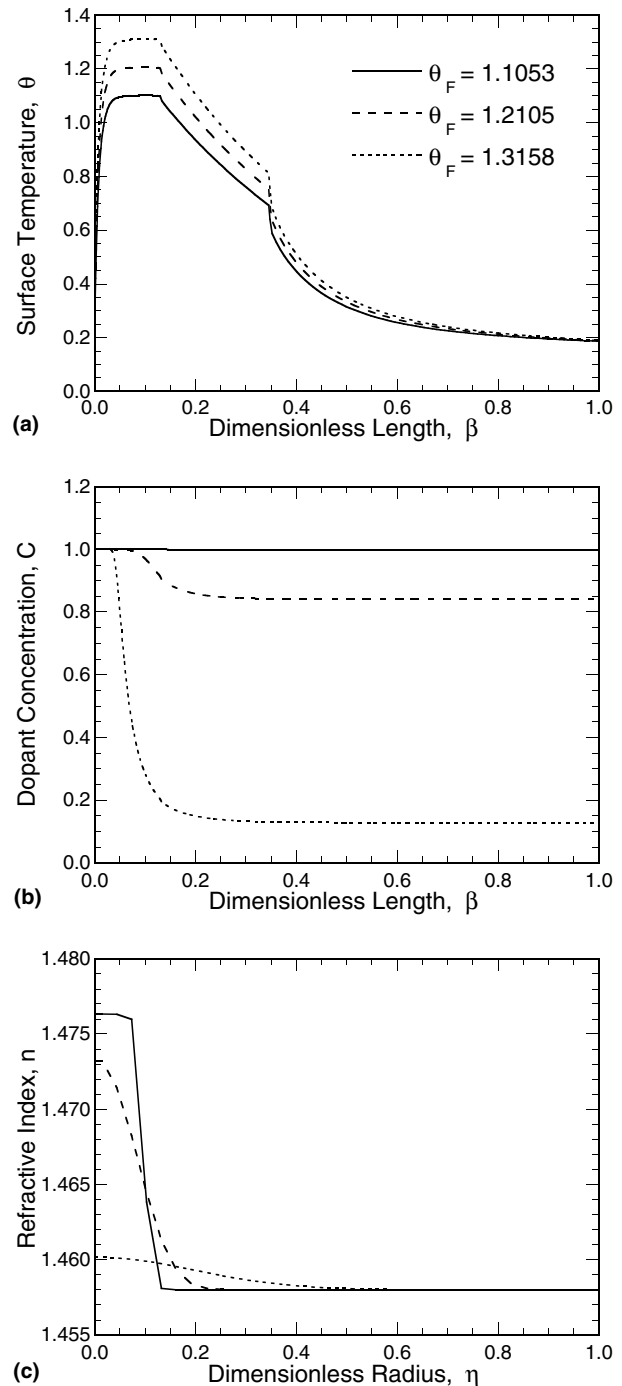 1.4
1.2
1.0
0.8
0.6
0.4
0.2
0.0
Surface Temperature, θ
θF = 1.1053
θF = 1.2105
θF = 1.3158
0.0 0.2 0.4 0.6 0.8 1.0
(a) Dimensionless Length, β
1.2
1.0
0.8
0.6
0.4
0.2
0.0
Dopant Concentration, C
0.0 0.2 0.4 0.6 0.8 1.0
(b) Dimensionless Length, β
1.480
1.475
1.470
1.465
1.460
1.455
Refractive Index, n
0.0 0.2 0.4 0.6 0.8 1.0
(c) Dimensionless Radius, η